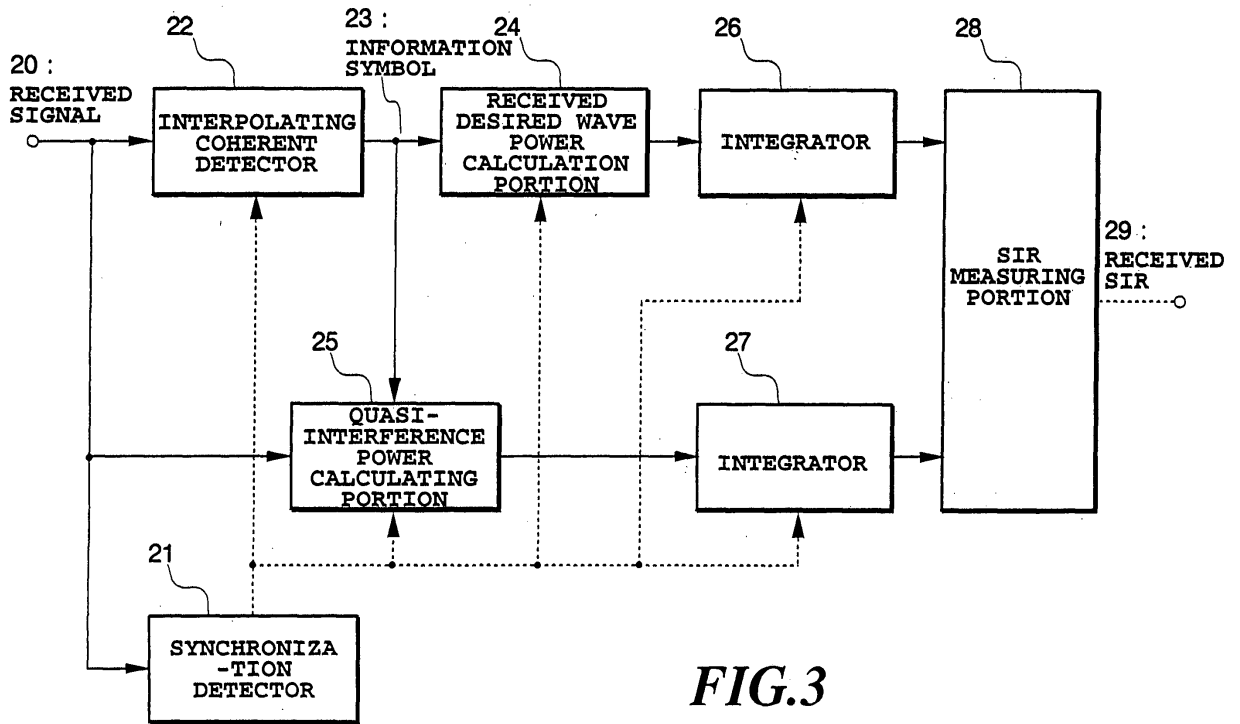 20 :
RECEIVED
SIGNAL
22
INTERPOLATING
COHERENT
DETECTOR
23 :
INFORMATION
SYMBOL
24
RECEIVED
DESIRED WAVE
POWER
CALCULATION
PORTION
26
INTEGRATOR
28
SIR
MEASURING
PORTION
29 :
RECEIVED
SIR
25
QUASI-
INTERFERENCE
POWER
CALCULATING
PORTION
27
INTEGRATOR
21
SYNCHRONIZA
-TION
DETECTOR
FIG.3